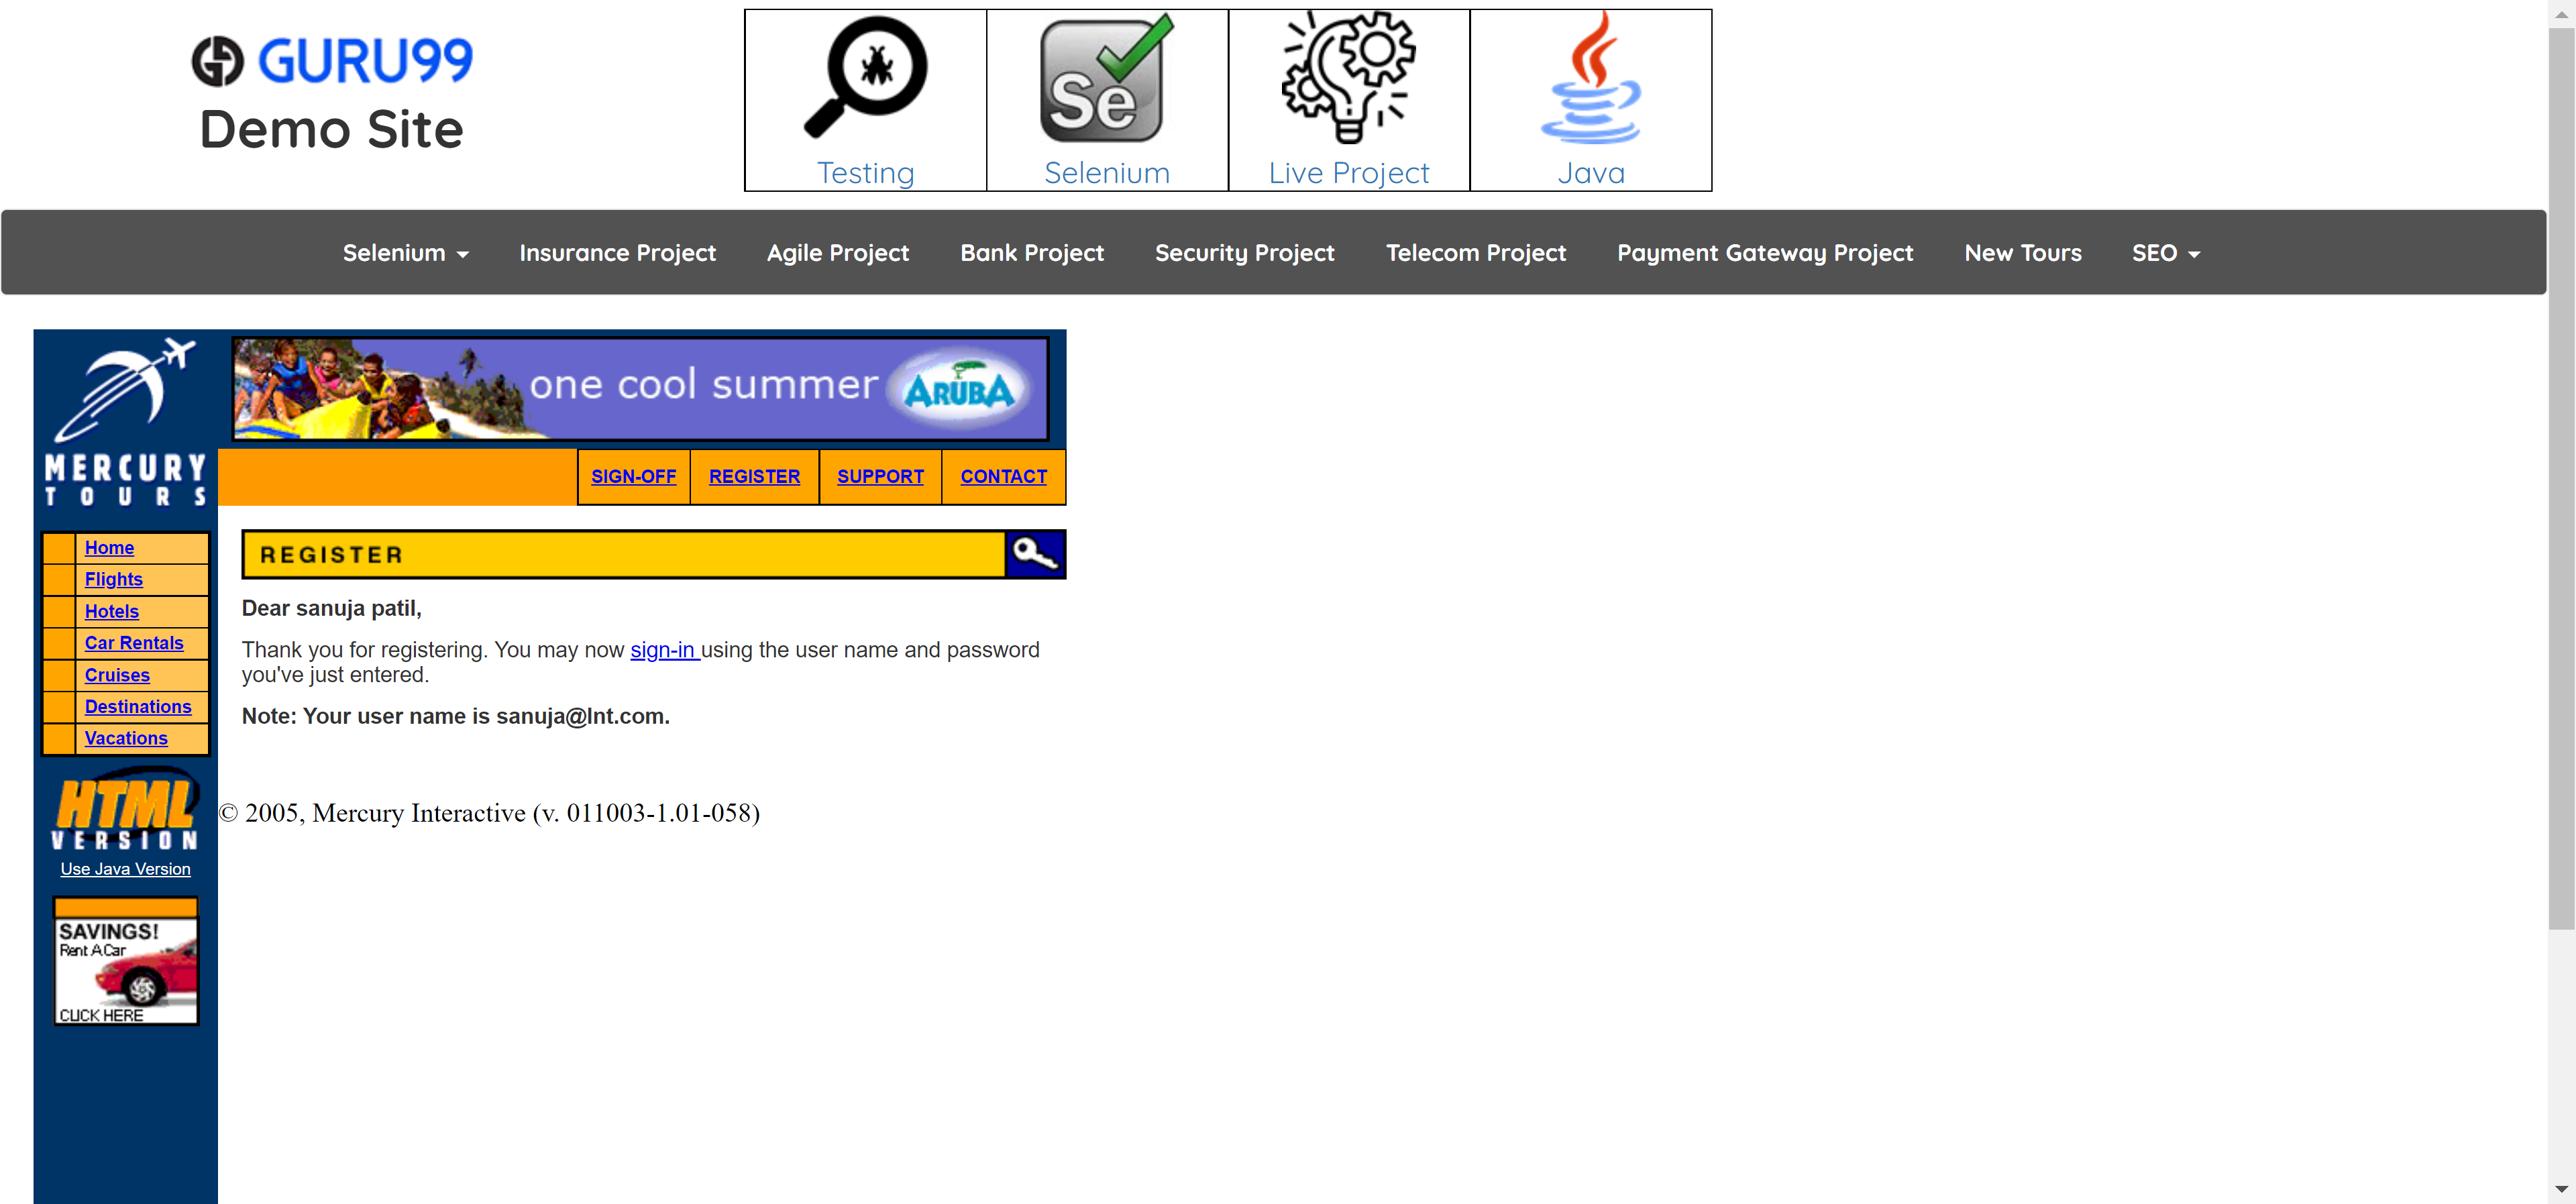 GURU99
Demo Site
Testing
Se
Selenium
Live Project
Java
Selenium
Insurance Project
Agile Project
Bank Project
Security Project
Telecom Project
Payment Gateway Project
New Tours
SEO
one cool summer
ARUBA
MERCURY
TOURS
SIGN-OFF
REGISTER
SUPPORT
CONTACT
Home
Flights
Hotels
Car Rentals
Cruises
Destinations
Vacations
HTML
VERSION
Use Java Version
SAVINGS!
Rent A Car
CLICK HERE
REGISTER
Dear sanuja patil,
Thank you for registering. You may now sign-in using the user name and password
you've just entered.
Note: Your user name is sanuja@lnt.com.
© 2005, Mercury Interactive (v. 011003-1.01-058)